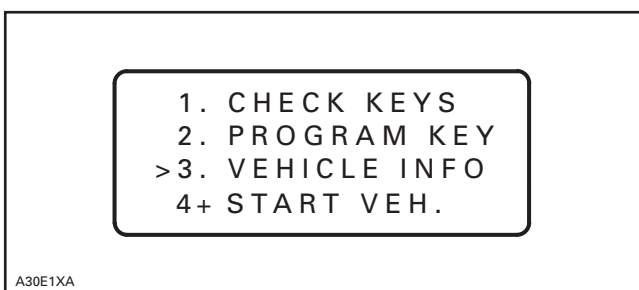 1. CHECK KEYS
2. PROGRAM KEY
>3. VEHICLE INFO
4+ START VEH.
A30E1XA